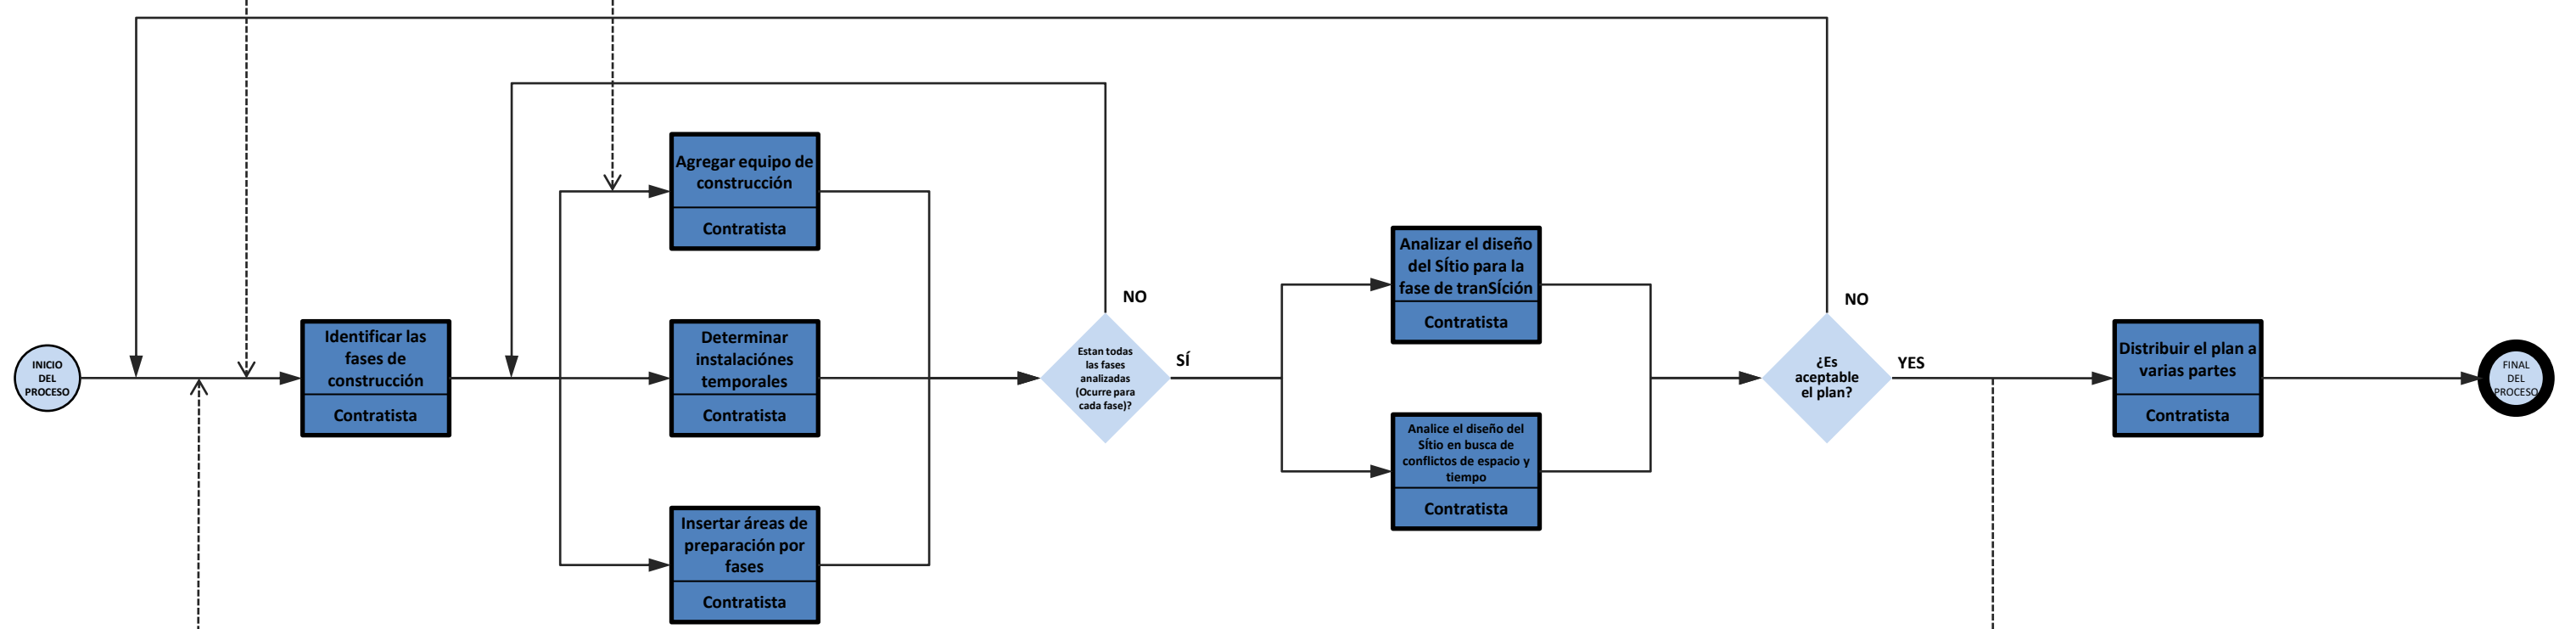 INICIO
DEL
PROCESO
Identificar las
fases de
construcción
Contratista
Agregar equipo de
construcción
Contratista
Determinar
instalaciónes
temporales
Contratista
Insertar áreas de
preparación por
fases
Contratista
NO
Estan todas
las fases
analizadas
(Ocurre para
cada fase)?
SÍ
Analizar el diseño
del SÍtio para la
fase de tranSÍción
Contratista
Analice el diseño del
SÍtio en busca de
conflictos de espacio y
tiempo
Contratista
NO
¿Es
aceptable
el plan?
YES
Distribuir el plan a
varias partes
Contratista
FINAL
DEL
PROCESO